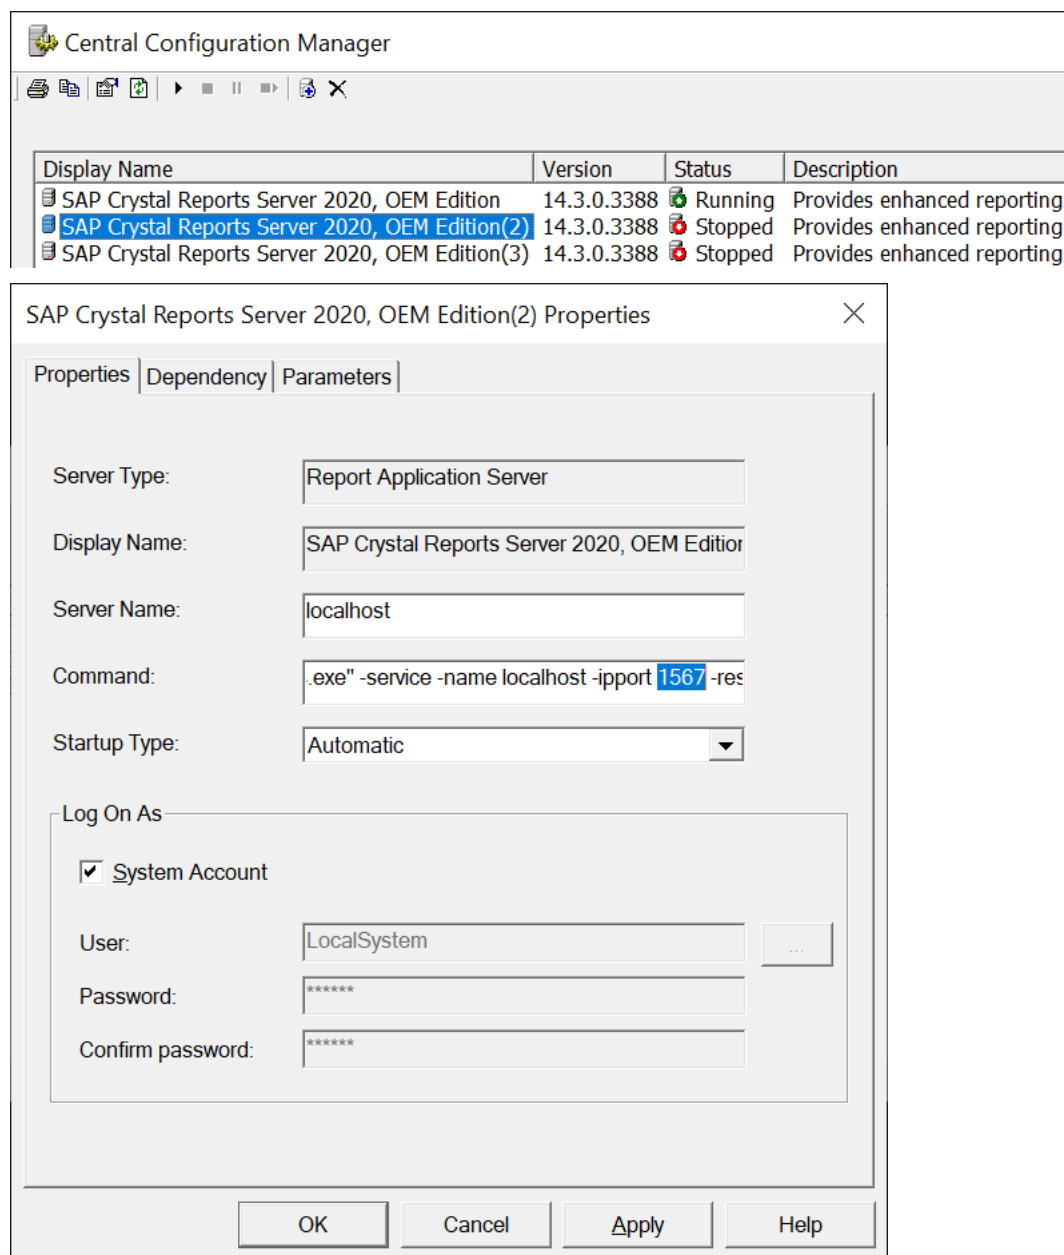 Central Configuration Manager
Display Name Version Status Description
SAP Crystal Reports Server 2020, OEM Edition 14.3.0.3388 Running Provides enhanced reporting
SAP Crystal Reports Server 2020, OEM Edition(2) 14.3.0.3388 Stopped Provides enhanced reporting
SAP Crystal Reports Server 2020, OEM Edition(3) 14.3.0.3388 Stopped Provides enhanced reporting
SAP Crystal Reports Server 2020, OEM Edition(2) Properties
Properties Dependency Parameters
Server Type: Report Application Server
Display Name: SAP Crystal Reports Server 2020, OEM Edition
Server Name: localhost
Command: .exe" -service -name localhost -ipport 1567 -res
Startup Type: Automatic
Log On As
System Account
User: LocalSystem ...
Password: ******
Confirm password: ******
OK Cancel Apply Help